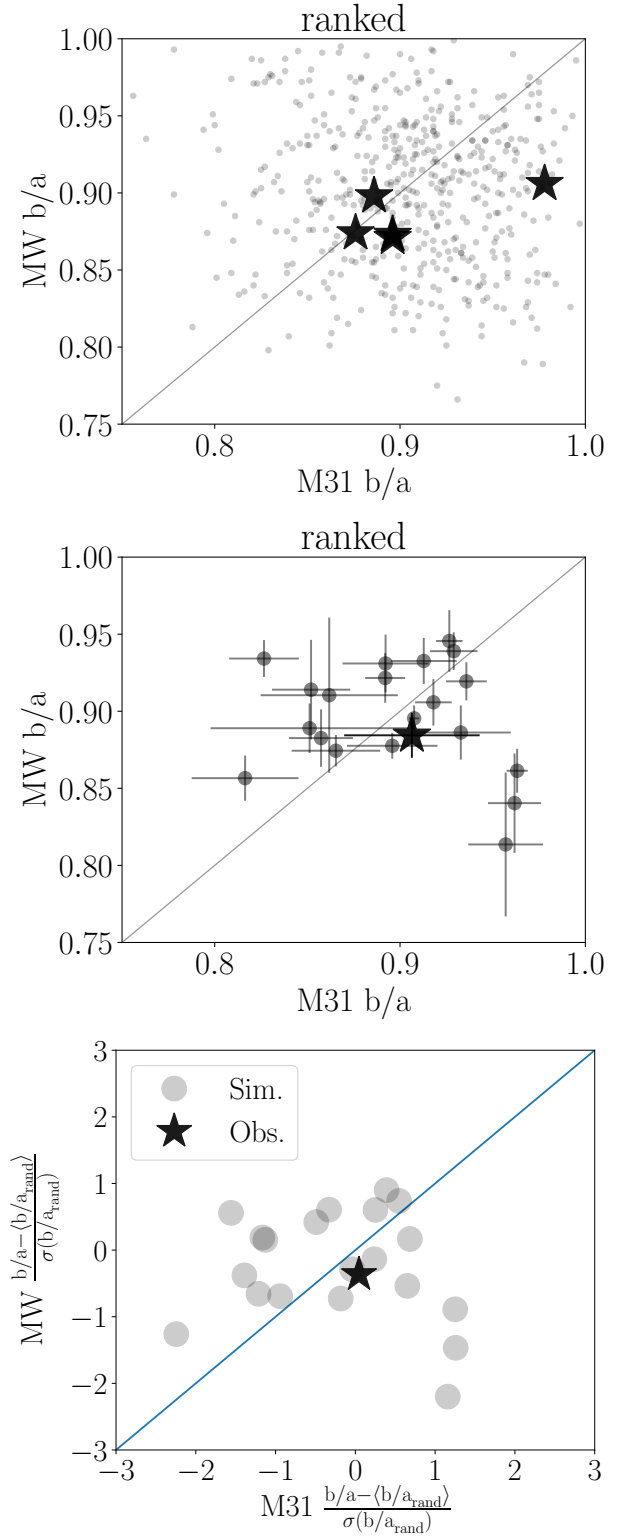 ranked
1.00
0.95
0.90
0.85
0.80
0.75
MW b/a
0.8 0.9 1.0
M31 b/a
ranked
1.00
0.95
0.90
0.85
0.80
0.75
MW b/a
0.8 0.9 1.0
M31 b/a
3
2
1
0
−1
−2
−3
MW b/a−⟨b/a_rand⟩ / σ(b/a_rand)
Sim.
Obs.
−3 −2 −1 0 1 2 3
M31 b/a−⟨b/a_rand⟩ / σ(b/a_rand)